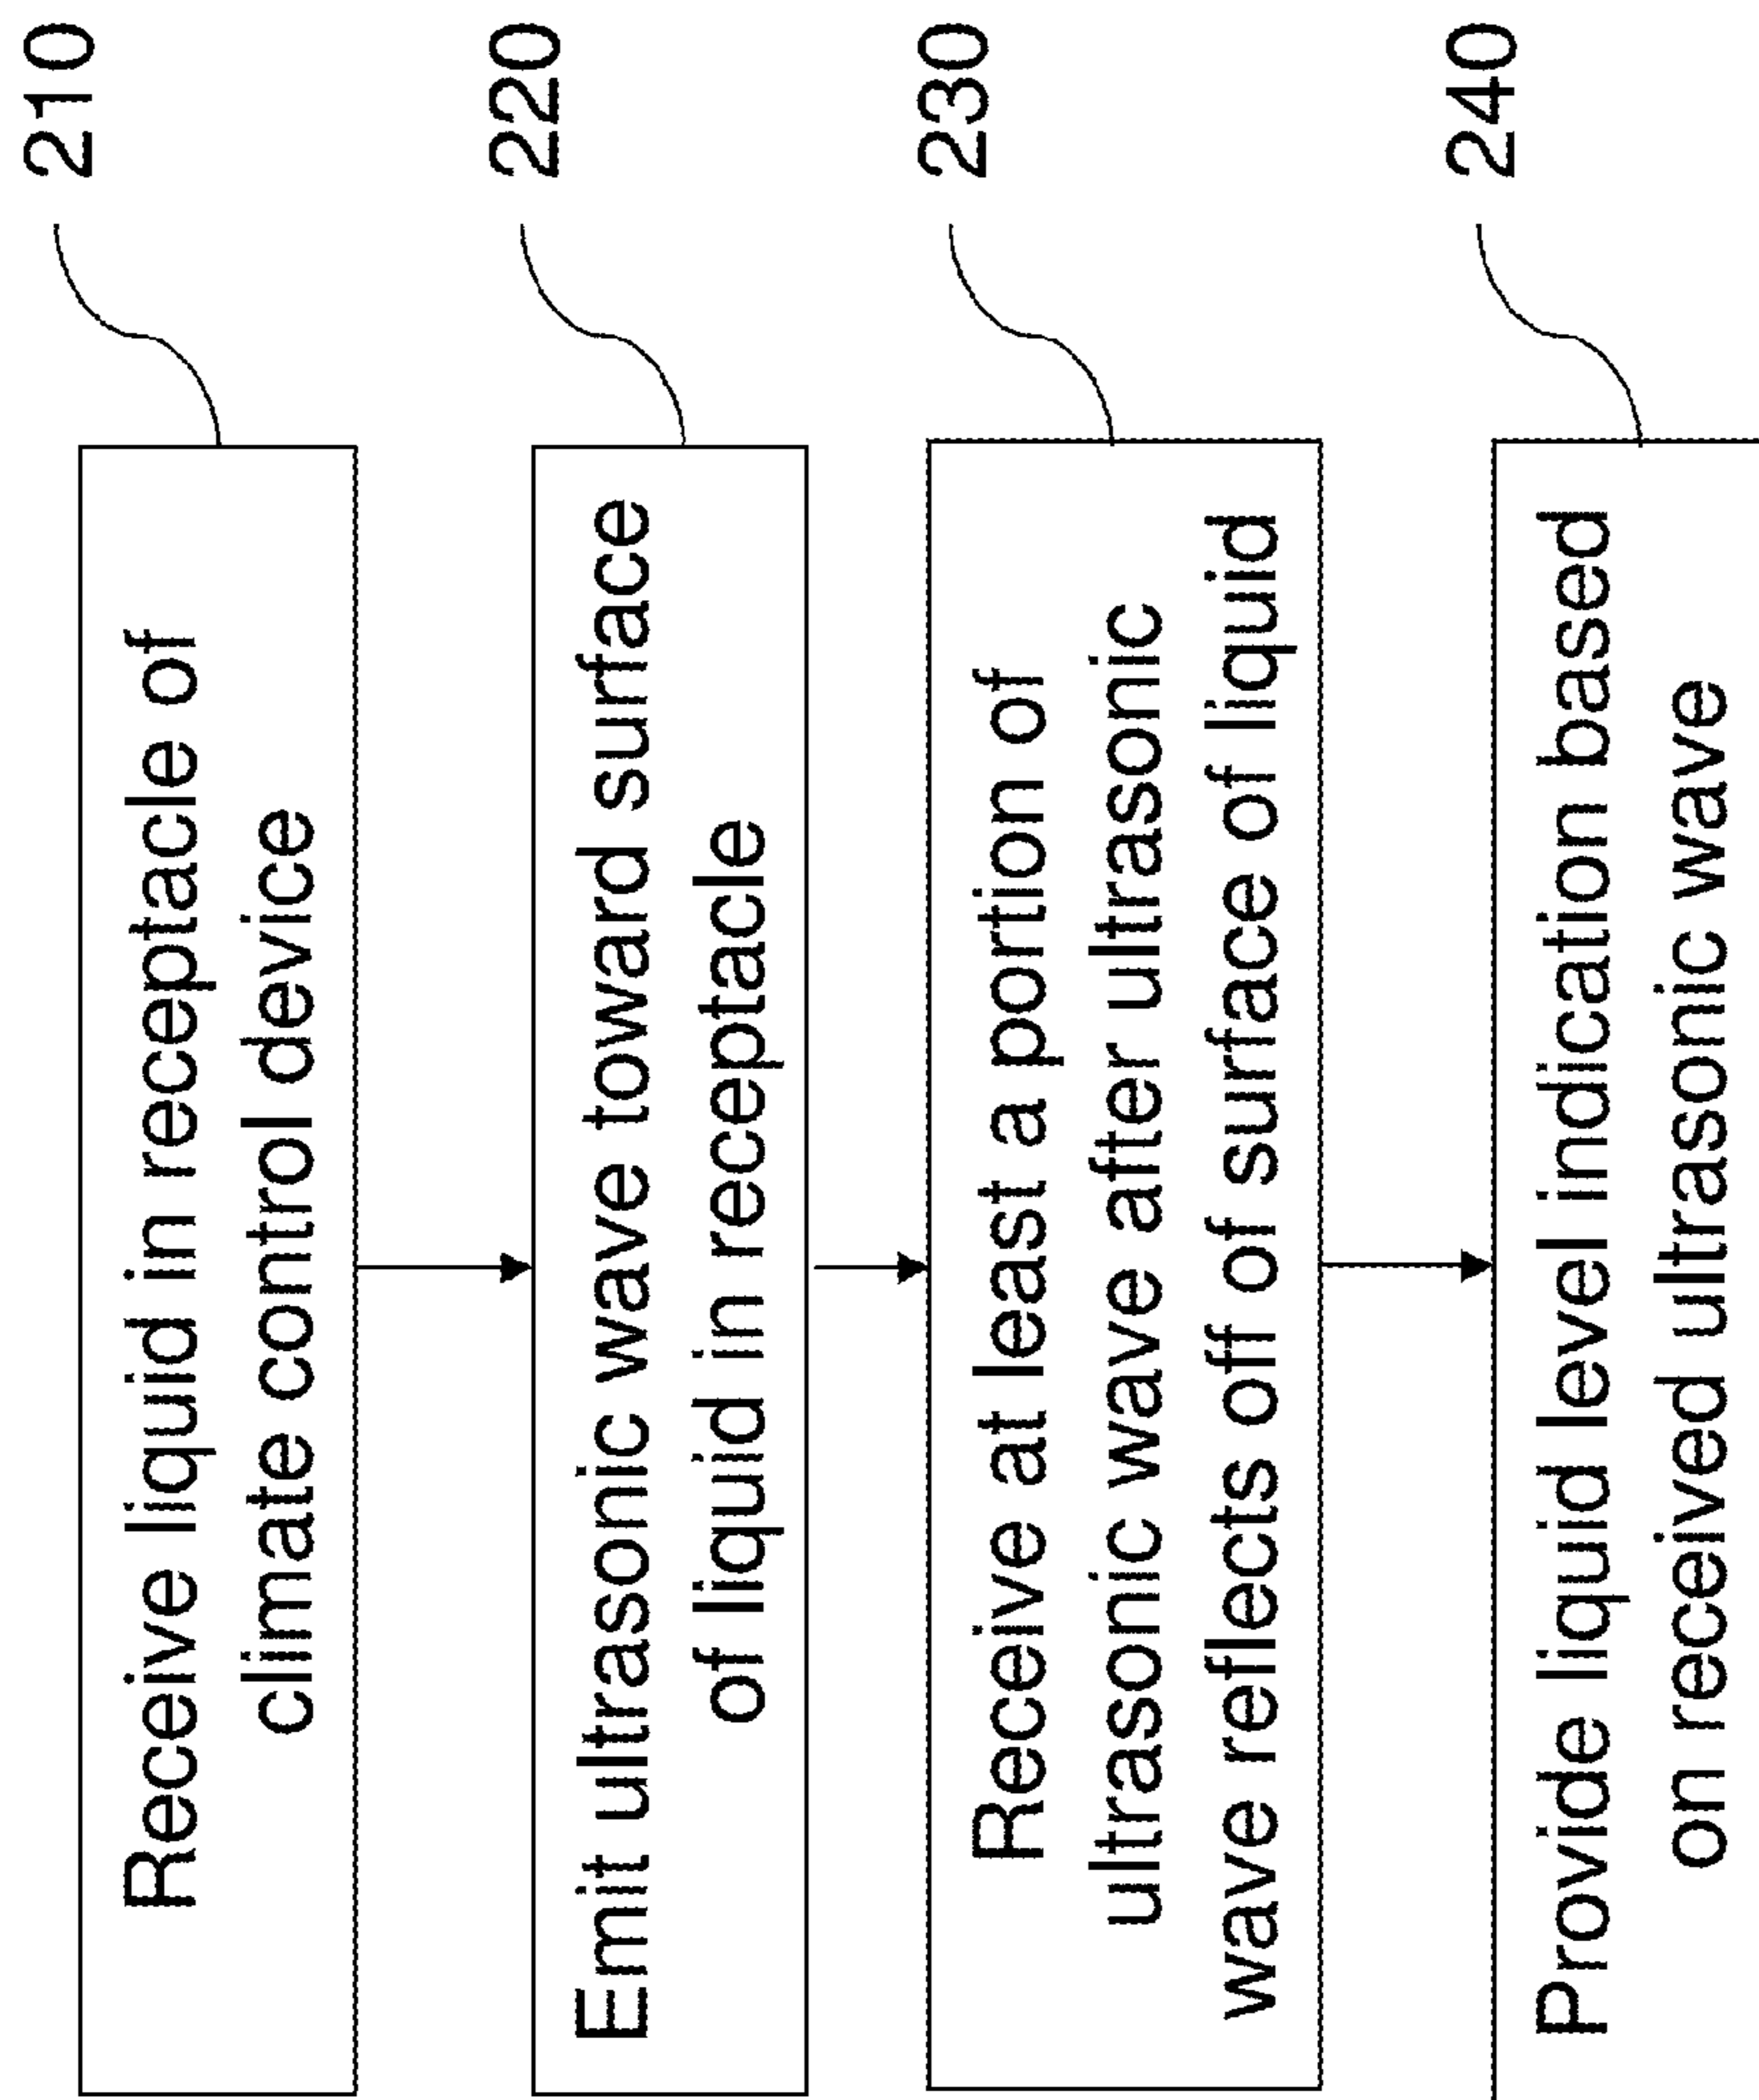 Receive liquid in receptacle of
climate control device
210
Emit ultrasonic wave toward surface
of liquid in receptacle
220
Receive at least a portion of
ultrasonic wave after ultrasonic
wave reflects off of surface of liquid
230
Provide liquid level indication based
on received ultrasonic wave
240